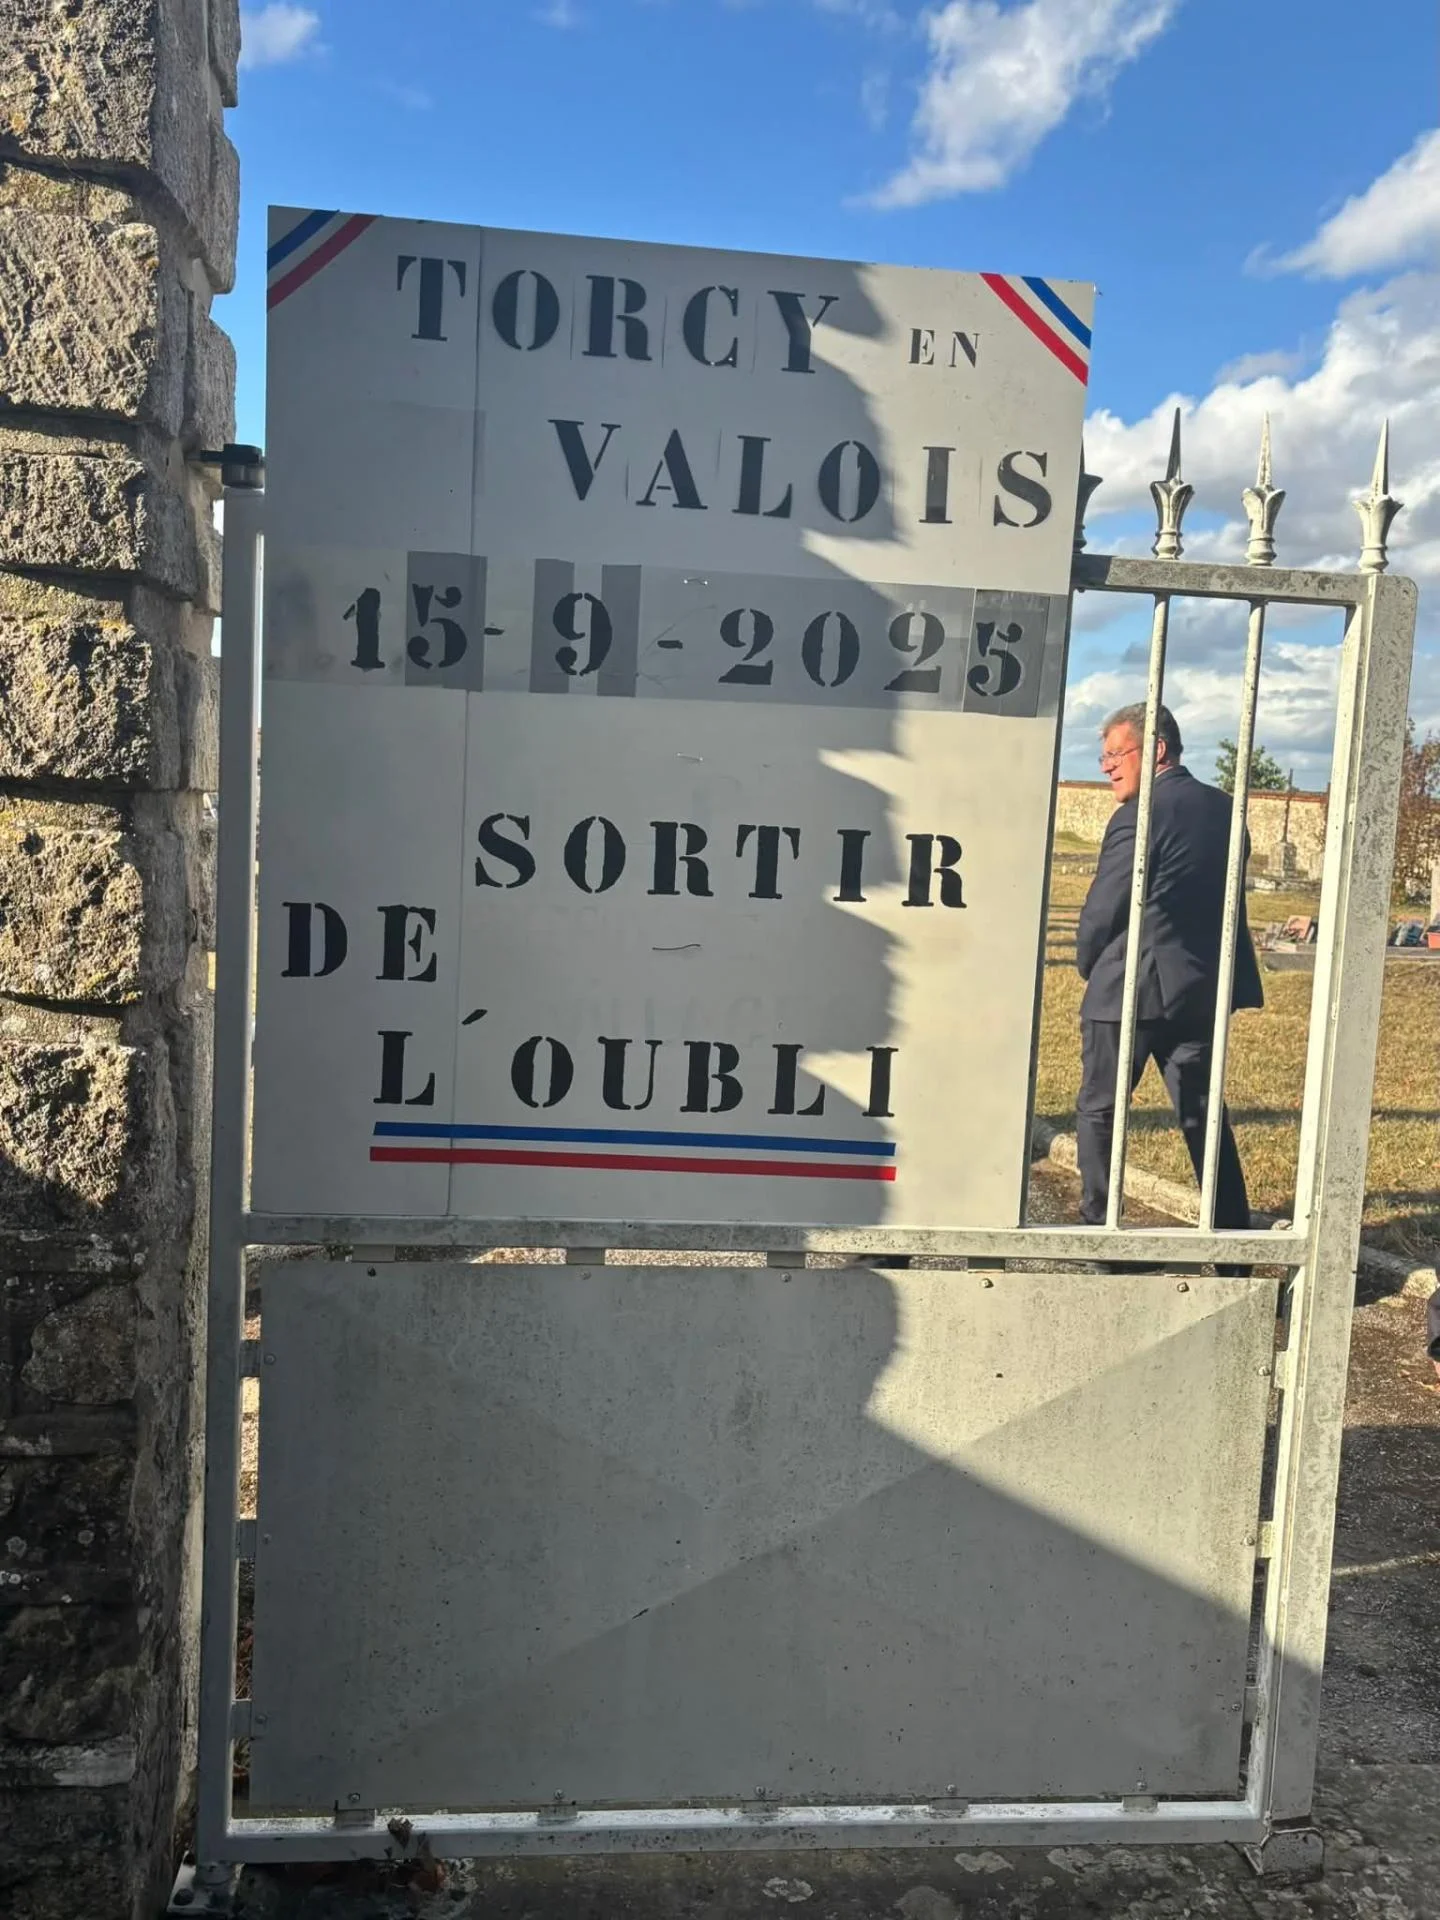 TORCY EN
VALOIS
15-9-2025
SORTIR
DE
L'OUBLI